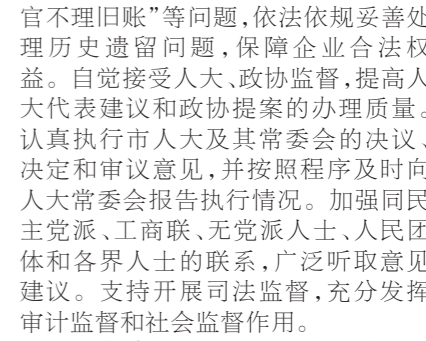 官不理旧账”等问题,依法依规妥善处
理历史遗留问题,保障企业合法权
益。自觉接受人大、政协监督,提高人
大代表建议和政协提案的办理质量。
认真执行市人大及其常委会的决议、
决定和审议意见,并按照程序及时向
人大常委会报告执行情况。加强同民
主党派、工商联、无党派人士、人民团
体和各界人士的联系,广泛听取意见
建议。支持开展司法监督,充分发挥
审计监督和社会监督作用。